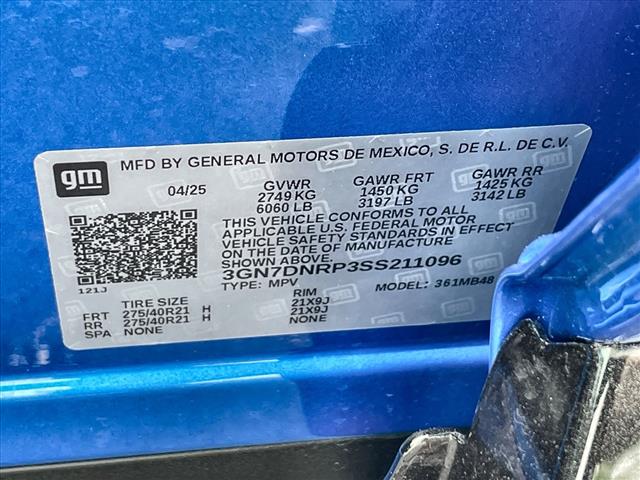 gm
MFD BY GENERAL MOTORS DE MEXICO, S. DE R.L. DE C.V.
04/25 GVWR GAWR FRT GAWR RR
2749 KG 1450 KG 1425 KG
6060 LB 3197 LB 3142 LB
THIS VEHICLE CONFORMS TO ALL
APPLICABLE U.S. FEDERAL MOTOR
VEHICLE SAFETY STANDARDS IN EFFECT
ON THE DATE OF MANUFACTURE
SHOWN ABOVE.
3GN7DNRP3SS211096
TYPE: MPV MODEL: 361MB48
121J
TIRE SIZE RIM
FRT 275/40R21 H 21X9J
RR 275/40R21 H 21X9J
SPA NONE NONE